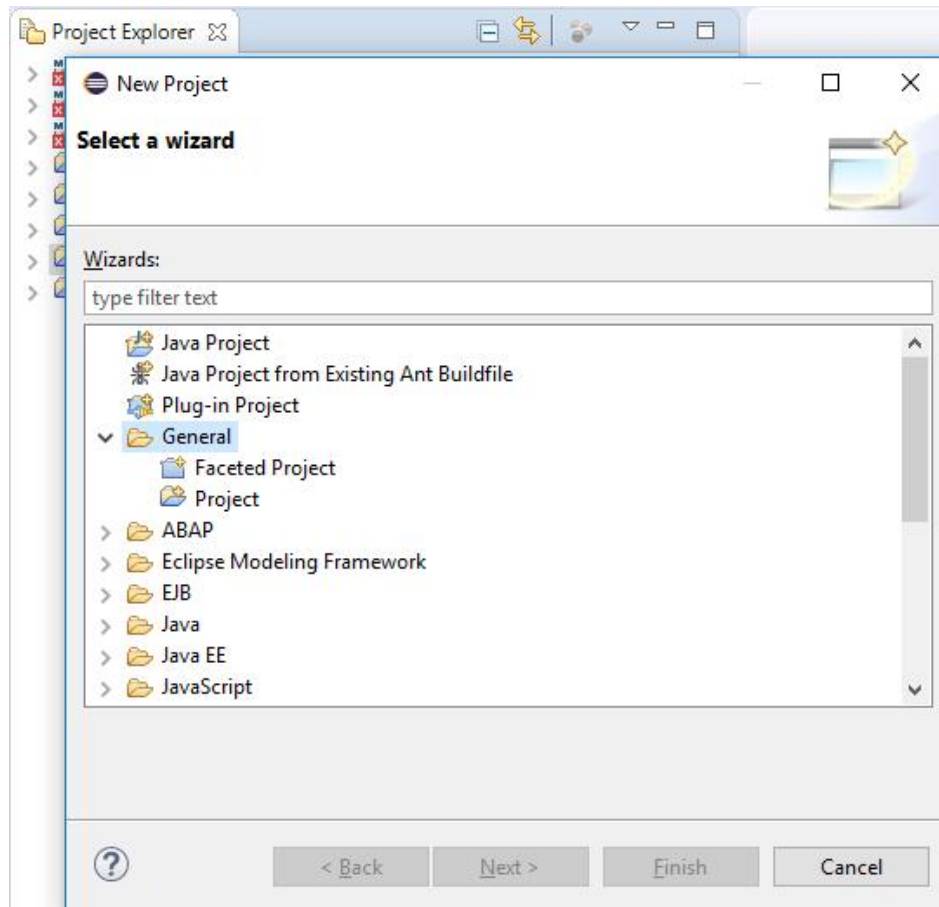 Project Explorer
New Project
Select a wizard
Wizards:
type filter text
Java Project
Java Project from Existing Ant Buildfile
Plug-in Project
General
Faceted Project
Project
ABAP
Eclipse Modeling Framework
EJB
Java
Java EE
JavaScript
< Back Next > Finish Cancel